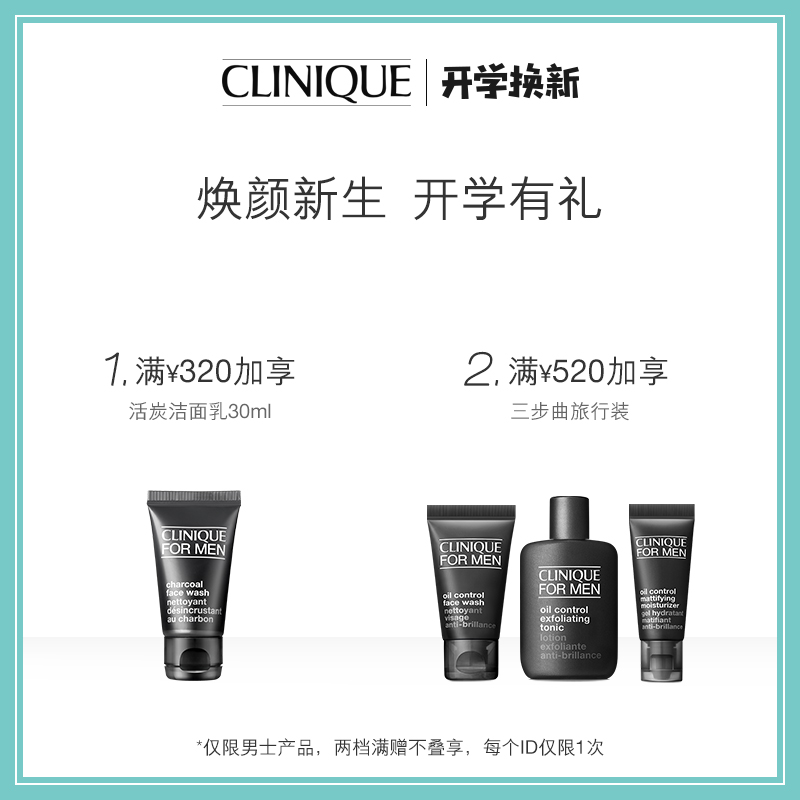 CLINIQUE 开学换新
焕颜新生 开学有礼
1. 满¥320加享
活炭洁面乳30ml
2. 满¥520加享
三步曲旅行装
CLINIQUE
FOR MEN
charcoal
face wash
nettoyant
désincrustant
au charbon
CLINIQUE
FOR MEN
oil control
face wash
nettoyant
visage
anti-brillance
CLINIQUE
FOR MEN
oil control
exfoliating
tonic
lotion
exfoliante
anti-brillance
CLINIQUE
FOR MEN
oil control
mattifying
moisturizer
gel hydratant
matifiant
anti-brillance
*仅限男士产品，两档满赠不叠享，每个ID仅限1次